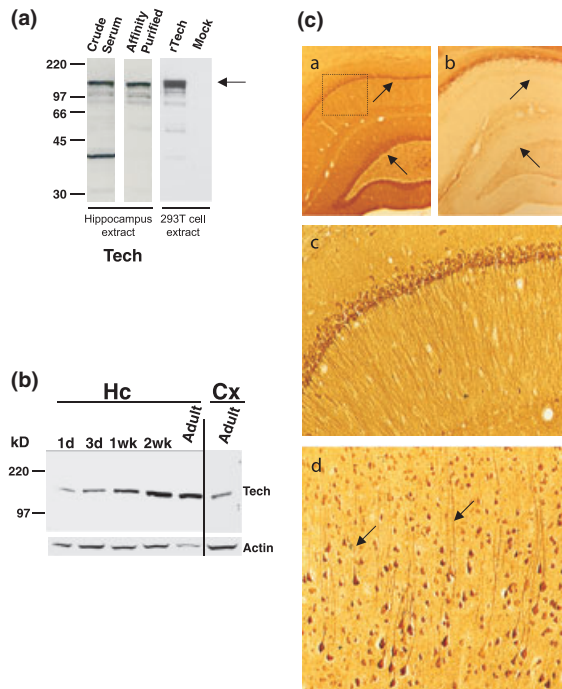 (a)
Crude Serum
Affinity Purified
rTech
Mock
220
97
66
45
30
Hippocampus extract
293T cell extract
Tech
(b)
Hc
Cx
kD
1d 3d 1wk 2wk Adult Adult
220
97
Tech
Actin
(c)
a
b
c
d